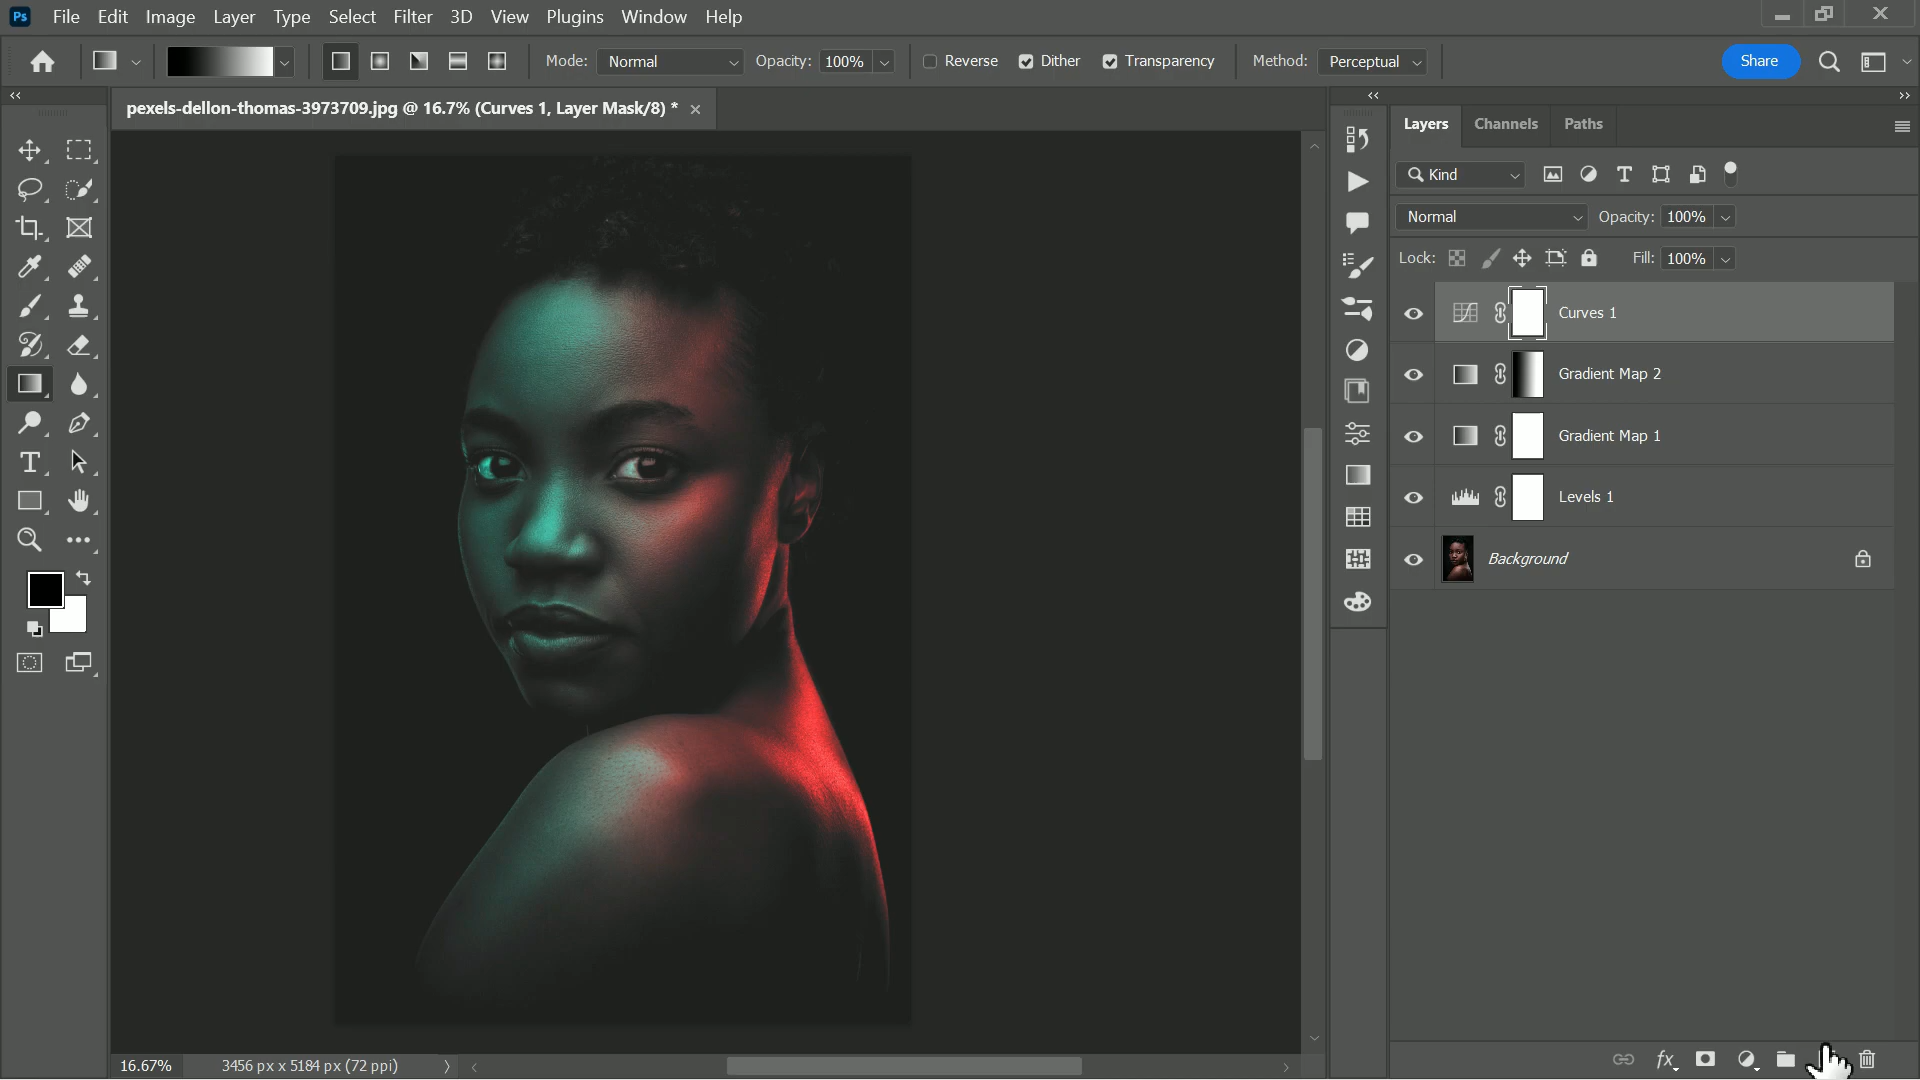 Ps File Edit Image Layer Type Select Filter 3D View Plugins Window Help
Mode: Normal Opacity: 100% Reverse Dither Transparency Method: Perceptual Share
pexels-dellon-thomas-3973709.jpg @ 16.7% (Curves 1, Layer Mask/8) *
Layers Channels Paths
Kind
Normal Opacity: 100%
Lock: Fill: 100%
Curves 1
Gradient Map 2
Gradient Map 1
Levels 1
Background
16.67% 3456 px x 5184 px (72 ppi)
fx